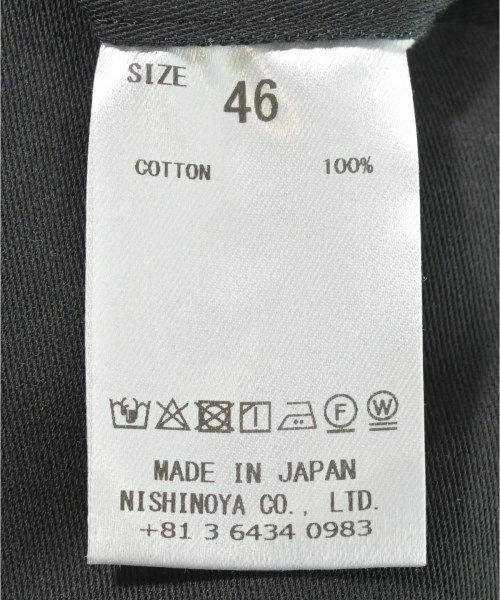 SIZE 46
COTTON 100%
F W
MADE IN JAPAN
NISHINOYA CO., LTD.
+81 3 6434 0983